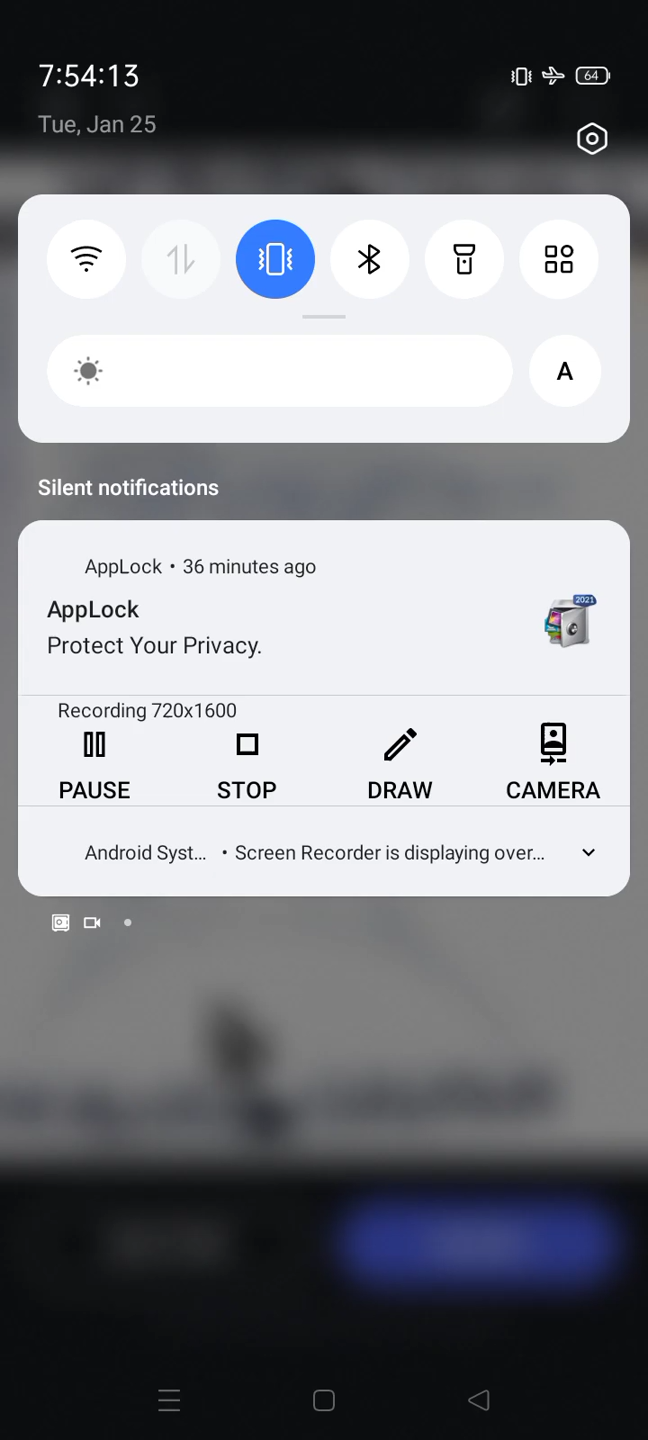 7:54:13
64
Tue, Jan 25
A
Silent notifications
AppLock • 36 minutes ago
2021
AppLock
Protect Your Privacy.
Recording 720x1600
PAUSE STOP DRAW CAMERA
Android Syst... • Screen Recorder is displaying over...